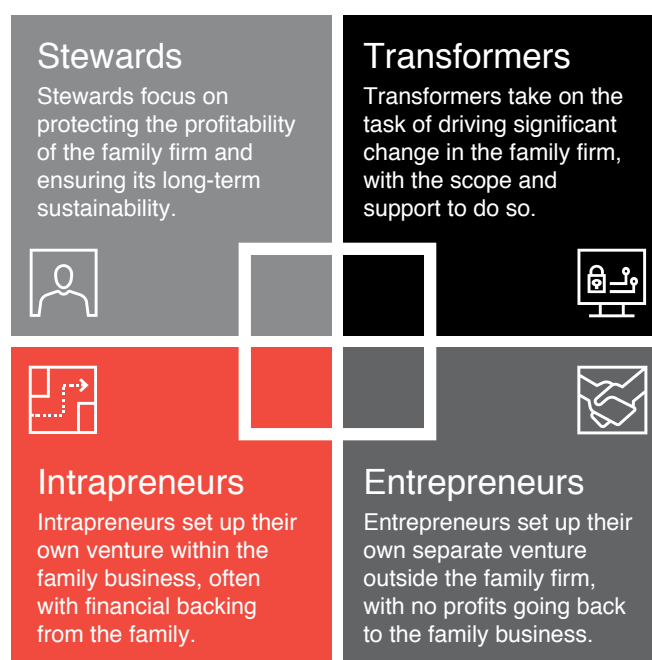 Stewards
Stewards focus on
protecting the profitability
of the family firm and
ensuring its long-term
sustainability.
Transformers
Transformers take on the
task of driving significant
change in the family firm,
with the scope and
support to do so.
Intrapreneurs
Intrapreneurs set up their
own venture within the
family business, often
with financial backing
from the family.
Entrepreneurs
Entrepreneurs set up their
own separate venture
outside the family firm,
with no profits going back
to the family business.